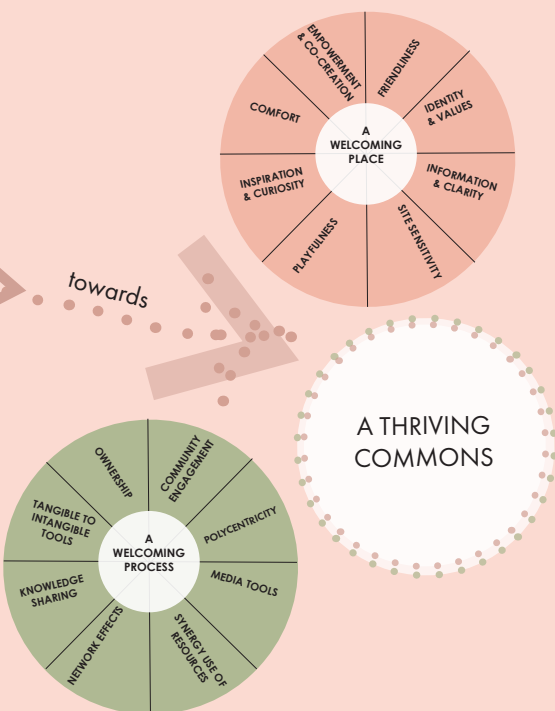 EMPOWERMENT
& CO-CREATION
FRIENDLINESS
IDENTITY
& VALUES
INFORMATION
& CLARITY
SITE SENSITIVITY
PLAYFULNESS
INSPIRATION
& CURIOSITY
COMFORT
A
WELCOMING
PLACE
towards
A THRIVING
COMMONS
OWNERSHIP
COMMUNITY
ENGAGEMENT
POLYCENTRICITY
MEDIA TOOLS
SYNERGY USE OF
RESOURCES
NETWORK EFFECTS
KNOWLEDGE
SHARING
TANGIBLE TO
INTANGIBLE
TOOLS
A
WELCOMING
PROCESS